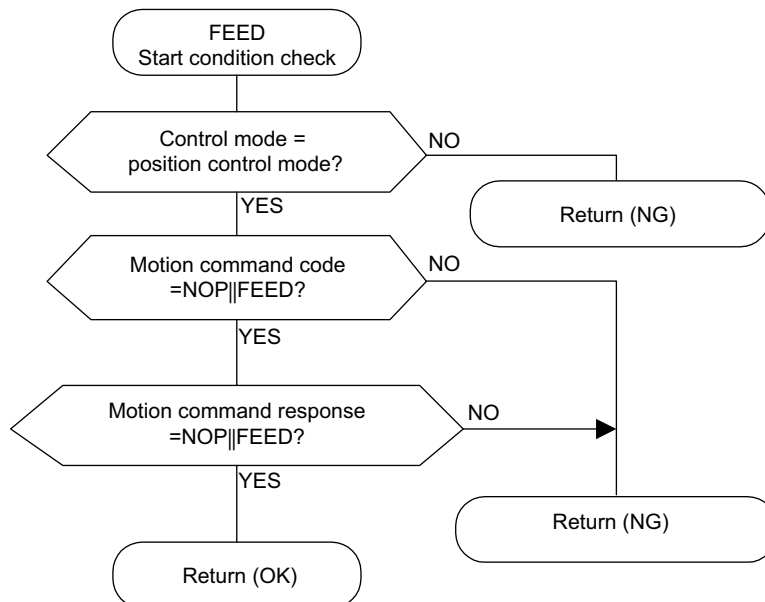 FEED
Start condition check
Control mode =
position control mode?
NO
YES
Return (NG)
Motion command code
=NOP||FEED?
NO
YES
Motion command response
=NOP||FEED?
NO
YES
Return (NG)
Return (OK)